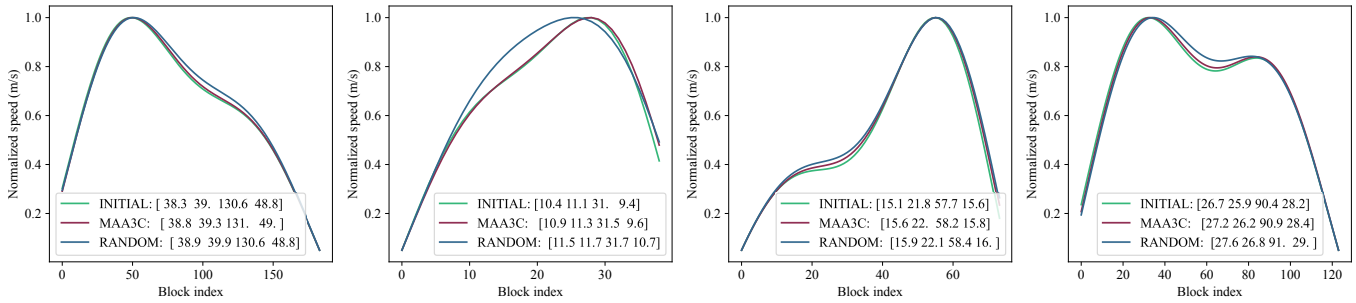 Normalized speed (m/s)
1.0
0.8
0.6
0.4
0.2
INITIAL: [ 38.3 39. 130.6 48.8]
MAA3C: [ 38.8 39.3 131. 49. ]
RANDOM: [ 38.9 39.9 130.6 48.8]
0 50 100 150
Block index
Normalized speed (m/s)
1.0
0.8
0.6
0.4
0.2
INITIAL: [10.4 11.1 31. 9.4]
MAA3C: [10.9 11.3 31.5 9.6]
RANDOM: [11.5 11.7 31.7 10.7]
0 10 20 30
Block index
Normalized speed (m/s)
1.0
0.8
0.6
0.4
0.2
INITIAL: [15.1 21.8 57.7 15.6]
MAA3C: [15.6 22. 58.2 15.8]
RANDOM: [15.9 22.1 58.4 16. ]
0 20 40 60
Block index
Normalized speed (m/s)
1.0
0.8
0.6
0.4
0.2
INITIAL: [26.7 25.9 90.4 28.2]
MAA3C: [27.2 26.2 90.9 28.4]
RANDOM: [27.6 26.8 91. 29. ]
0 20 40 60 80 100 120
Block index